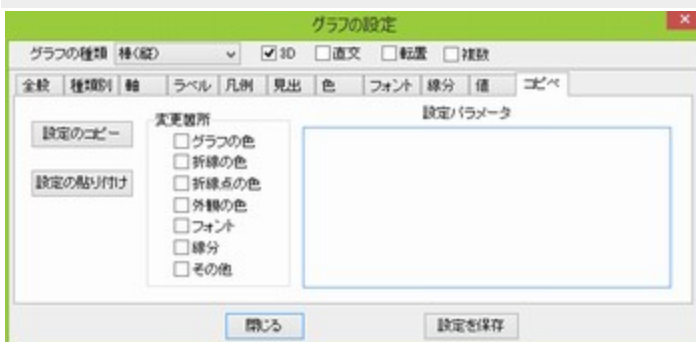 グラフの設定
グラフの種類 棒(縦) 3D 直交 転置 複数
全般 種類別 軸 ラベル 凡例 見出 色 フォント 線分 値 コピペ
設定のコピー
設定の貼り付け
変更箇所
グラフの色
折線の色
折線点の色
外観の色
フォント
線分
その他
設定パラメータ
閉じる 設定を保存